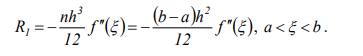 R₁ = −nh³/12 f″(ξ) = −(b−a)h²/12 f″(ξ), a < ξ < b .